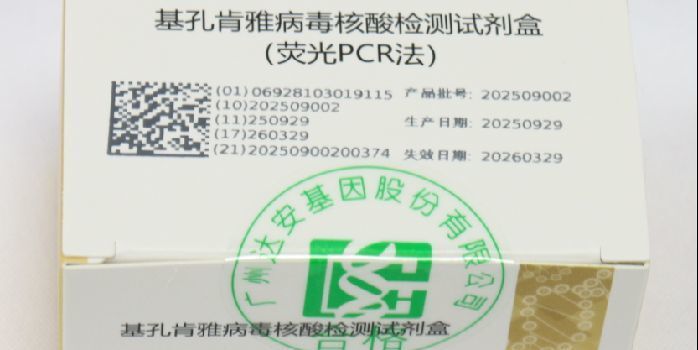 基孔肯雅病毒核酸检测试剂盒
(荧光PCR法)
(01)06928103019115
(10)202509002
(11)250929
(17)260329
(21)20250900200374
产品批号: 202509002
生产日期: 20250929
失效日期: 20260329
广州达安基因股份有限公司
合格
基孔肯雅病毒核酸检测试剂盒